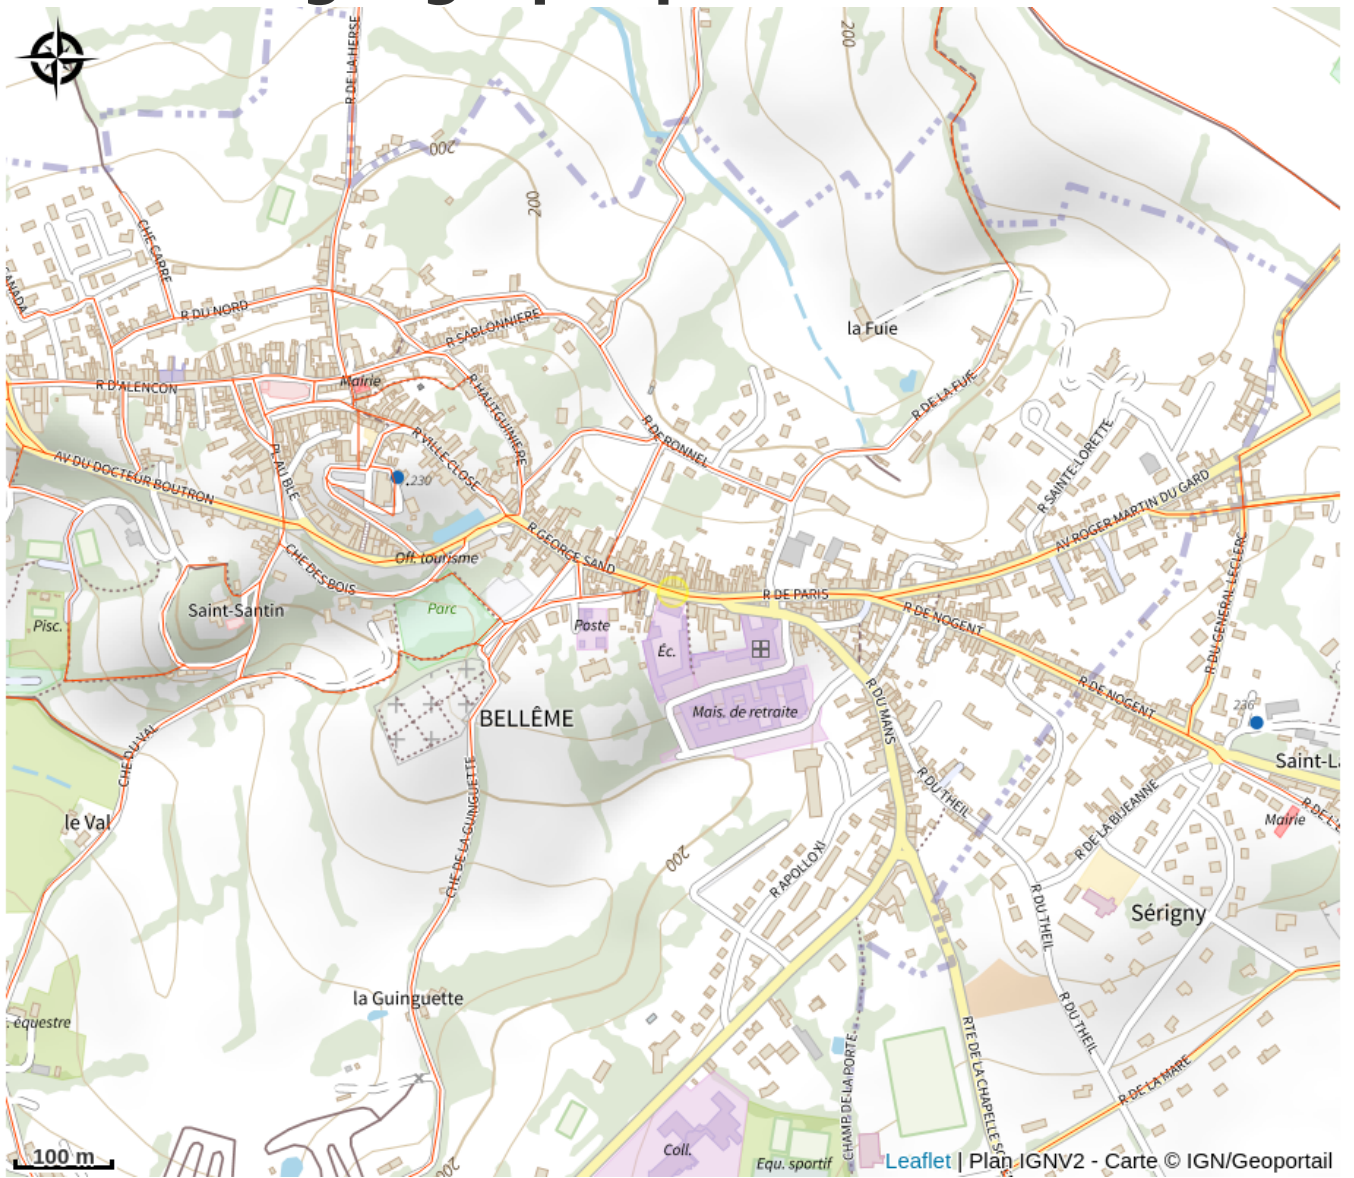 R DE LA HERSE
200
200
200
CHE CARRE
R DU NORD
R SABLONNIERE
la Fuie
Mairie
R D'ALENCON
R HAUTGUINIERE
R DE LA FUIE
R VILLE CLOSE
R DERONNEL
R SAINTE-LORETTE
PL AU BLE
AV DU DOCTEUR BOUTRON
230
AV ROGER MARTIN DU GARD
R GEORGE SAND
Off. tourisme
CHE DES BOIS
R DU GENERAL LECLERC
Saint-Santin
Parc
R DE PARIS
R DE NOGENT
Pisc.
Poste
Éc.
R DE NOGENT
BELLÊME
Mais. de retraite
R DU MANS
236
CHE DU VAL
Saint-L
CHE DE LA GUINGUETTE
R DU THEIL
R DE LA BIJEANNE
le Val
Mairie
200
R APOLLO XI
R DU THEIL
Sérigny
la Guinguette
équestre
R DU THEIL
RTE DE LA CHAPELLE
CHAMP DE LA PORTE
R DE LA MARE
Coll.
Equ. sportif
200
100 m
Leaflet | Plan IGNV2 - Carte © IGN/Geoportail